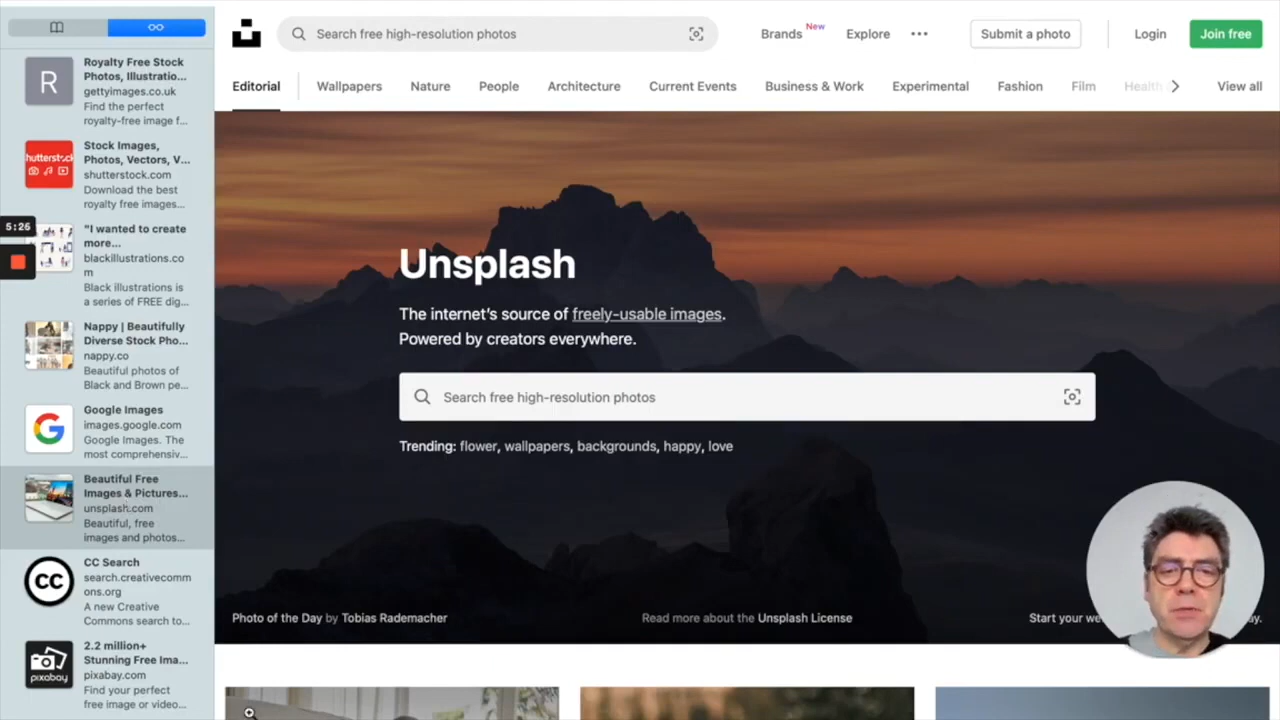 Royalty Free Stock
Photos, Illustratio...
gettyimages.co.uk
Find the perfect
royalty-free image f...
Stock Images,
Photos, Vectors, V...
shutterstock.com
Download the best
royalty free images...
5:26
"I wanted to create
more...
blackillustrations.co
m
Black illustrations is
a series of FREE dig...
Nappy | Beautifully
Diverse Stock Pho...
nappy.co
Beautiful photos of
Black and Brown pe...
Google Images
images.google.com
Google Images. The
most comprehensiv...
Beautiful Free
Images & Pictures...
unsplash.com
Beautiful, free
images and photos...
CC
CC Search
search.creativecomm
ons.org
A new Creative
Commons search to...
pixabay
2.2 million+
Stunning Free Ima...
pixabay.com
Find your perfect
free image or video...
Search free high-resolution photos
Brands New
Explore
Submit a photo
Login
Join free
Editorial
Wallpapers
Nature
People
Architecture
Current Events
Business & Work
Experimental
Fashion
Film
Health
View all
Unsplash
The internet's source of freely-usable images.
Powered by creators everywhere.
Search free high-resolution photos
Trending: flower, wallpapers, backgrounds, happy, love
Photo of the Day by Tobias Rademacher
Read more about the Unsplash License
Start your we